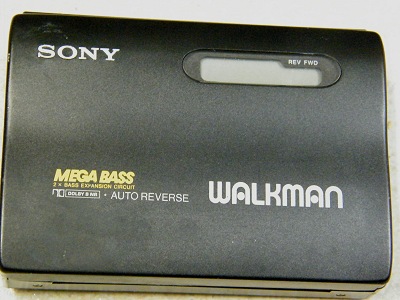 SONY
REV FWD
MEGA BASS
2 × BASS EXPANSION CIRCUIT
DOLBY B NR • AUTO REVERSE
WALKMAN